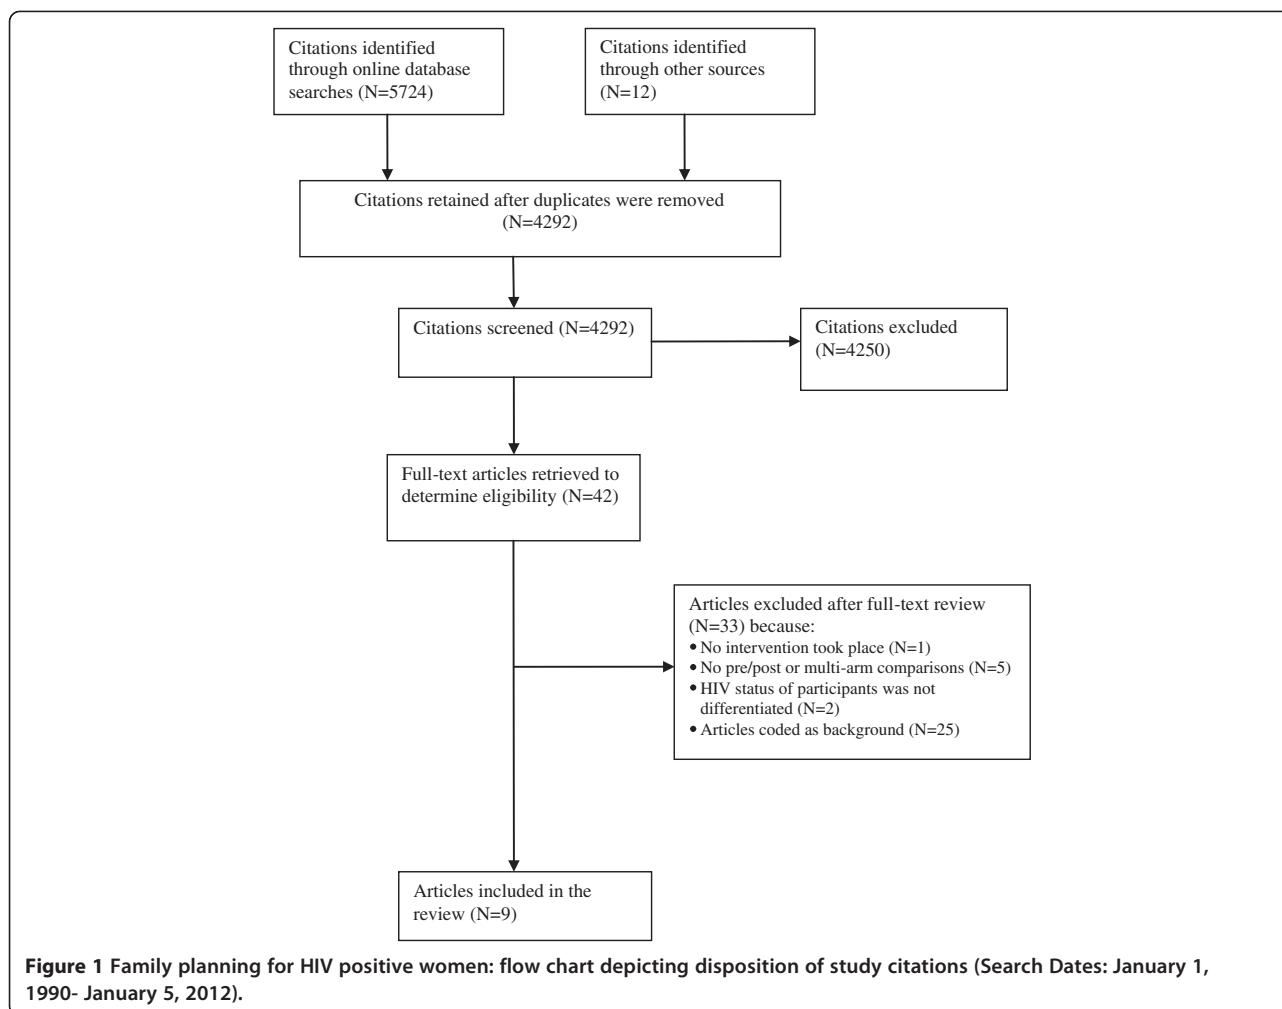 Citations identified
through online database
searches (N=5724)
Citations identified
through other sources
(N=12)
Citations retained after duplicates were removed
(N=4292)
Citations screened (N=4292)
Citations excluded
(N=4250)
Full-text articles retrieved to
determine eligibility (N=42)
Articles excluded after full-text review
(N=33) because:
• No intervention took place (N=1)
• No pre/post or multi-arm comparisons (N=5)
• HIV status of participants was not
differentiated (N=2)
• Articles coded as background (N=25)
Articles included in the
review (N=9)
Figure 1 Family planning for HIV positive women: flow chart depicting disposition of study citations (Search Dates: January 1,
1990- January 5, 2012).